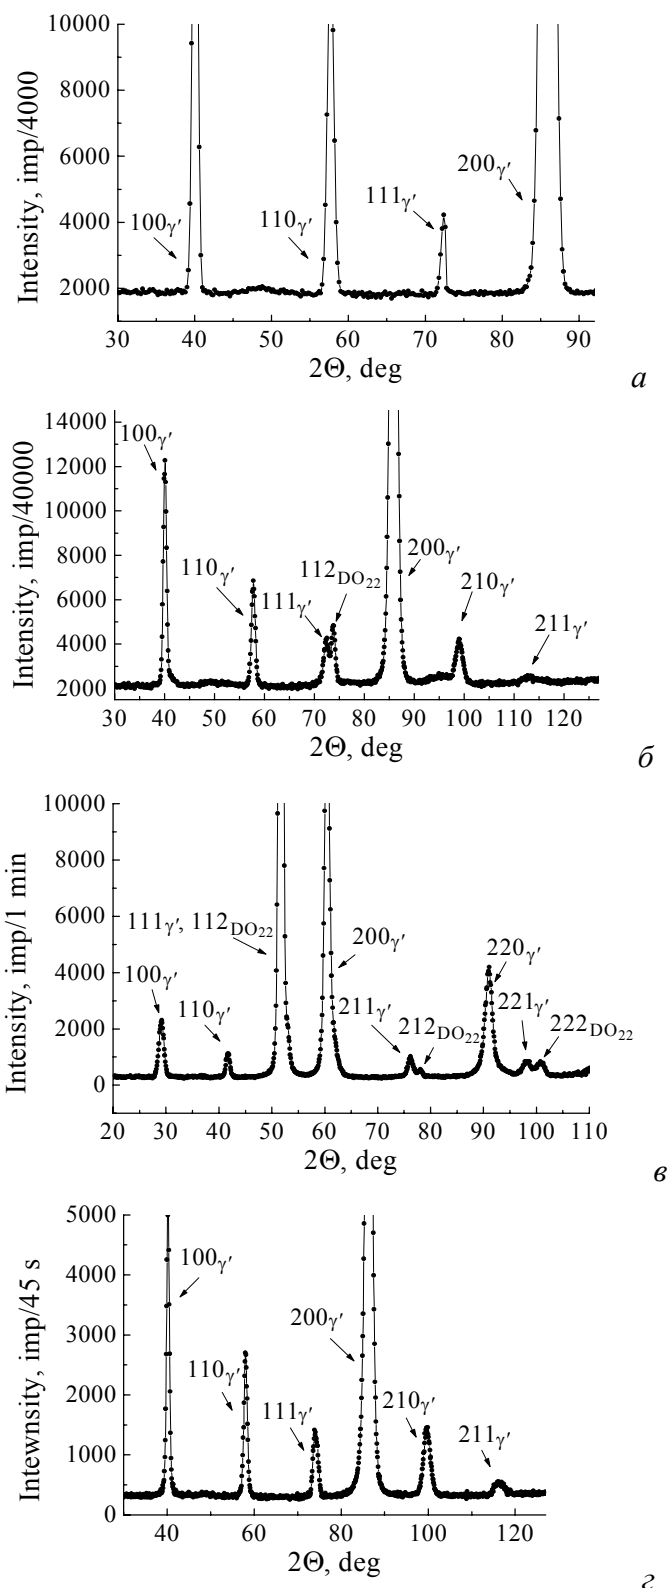 10000
8000
6000
4000
2000
Intensity, imp/4000
100γ′
110γ′
111γ′
200γ′
30 40 50 60 70 80 90
2Θ, deg
а
14000
12000
10000
8000
6000
4000
2000
Intensity, imp/40000
100γ′
110γ′
111γ′
112DO22
200γ′
210γ′
211γ′
30 40 50 60 70 80 90 100 110 120
2Θ, deg
б
10000
8000
6000
4000
2000
0
Intensity, imp/1 min
111γ′, 112DO22
100γ′
110γ′
200γ′
211γ′
212DO22
220γ′
221γ′
222DO22
20 30 40 50 60 70 80 90 100 110
2Θ, deg
в
5000
4000
3000
2000
1000
0
Intewnsity, imp/45 s
100γ′
110γ′
111γ′
200γ′
210γ′
211γ′
40 60 80 100 120
2Θ, deg
г